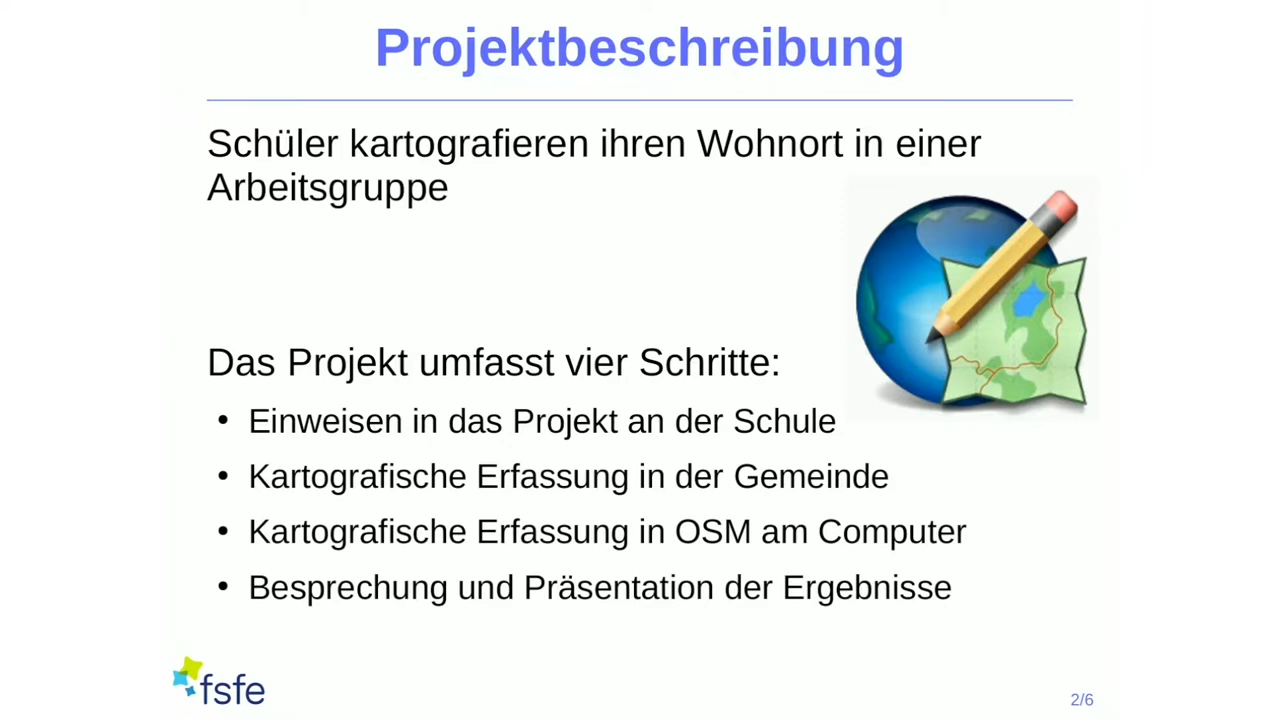 Projektbeschreibung
Schüler kartografieren ihren Wohnort in einer
Arbeitsgruppe
Das Projekt umfasst vier Schritte:
• Einweisen in das Projekt an der Schule
• Kartografische Erfassung in der Gemeinde
• Kartografische Erfassung in OSM am Computer
• Besprechung und Präsentation der Ergebnisse
fsfe
2/6